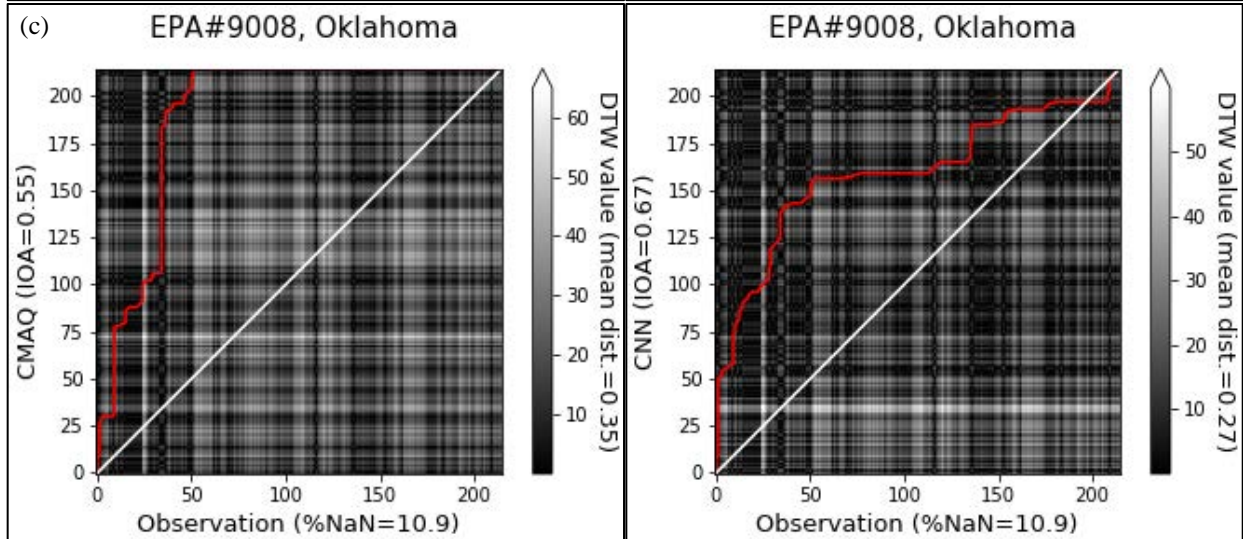 (c)
EPA#9008, Oklahoma
CMAQ (IOA=0.55)
200
175
150
125
100
75
50
25
0
0 50 100 150 200
Observation (%NaN=10.9)
60
50
40
30
20
10
DTW value (mean dist.=0.35)
EPA#9008, Oklahoma
CNN (IOA=0.67)
200
175
150
125
100
75
50
25
0
0 50 100 150 200
Observation (%NaN=10.9)
50
40
30
20
10
DTW value (mean dist.=0.27)